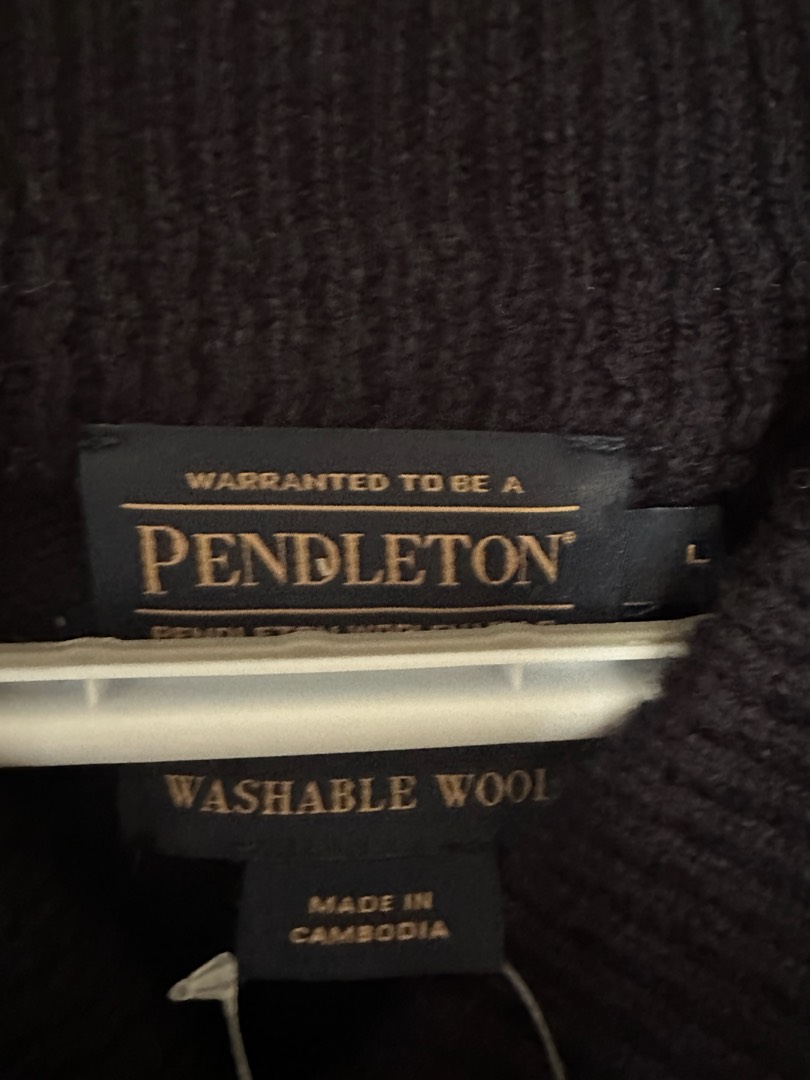 WARRANTED TO BE A
PENDLETON®
L
WASHABLE WOOL
MADE IN
CAMBODIA